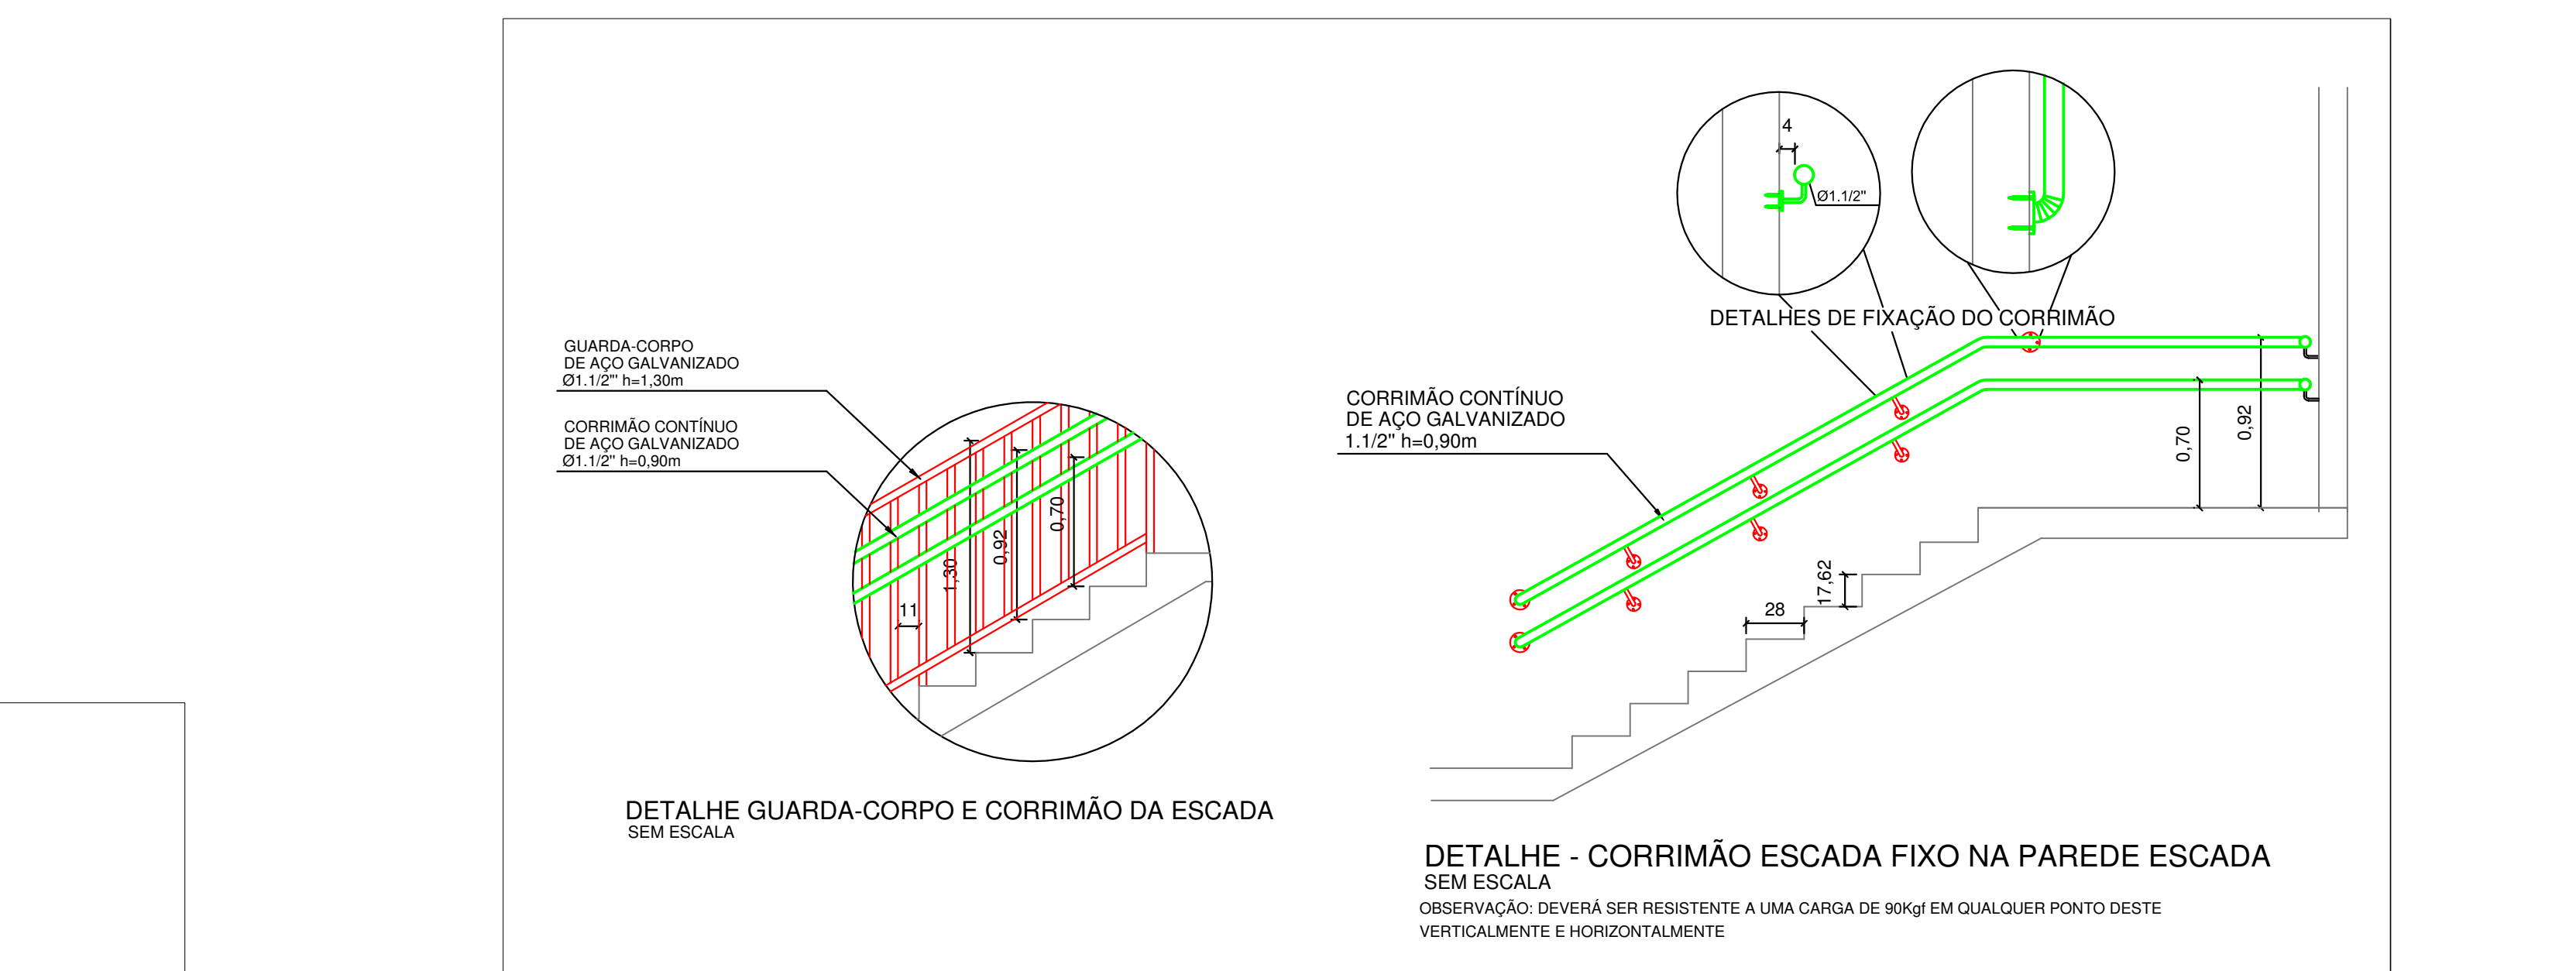 GUARDA-CORPO
DE AÇO GALVANIZADO
Ø1.1/2"' h=1,30m
CORRIMÃO CONTÍNUO
DE AÇO GALVANIZADO
Ø1.1/2" h=0,90m
1,30
0,92
0,70
11
DETALHE GUARDA-CORPO E CORRIMÃO DA ESCADA
SEM ESCALA
4
Ø1.1/2"
DETALHES DE FIXAÇÃO DO CORRIMÃO
CORRIMÃO CONTÍNUO
DE AÇO GALVANIZADO
1.1/2" h=0,90m
0,70
0,92
17,62
28
DETALHE - CORRIMÃO ESCADA FIXO NA PAREDE ESCADA
SEM ESCALA
OBSERVAÇÃO: DEVERÁ SER RESISTENTE A UMA CARGA DE 90Kgf EM QUALQUER PONTO DESTE
VERTICALMENTE E HORIZONTALMENTE